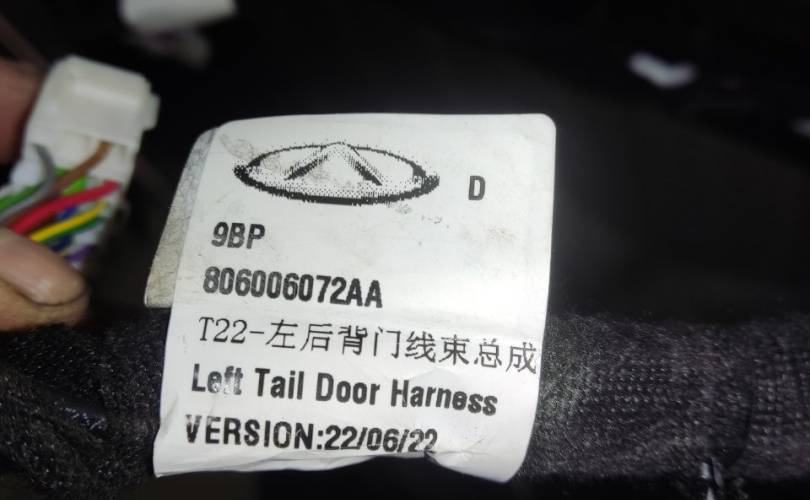 D
9BP
806006072AA
T22-左后背门线束总成
Left Tail Door Harness
VERSION:22/06/22